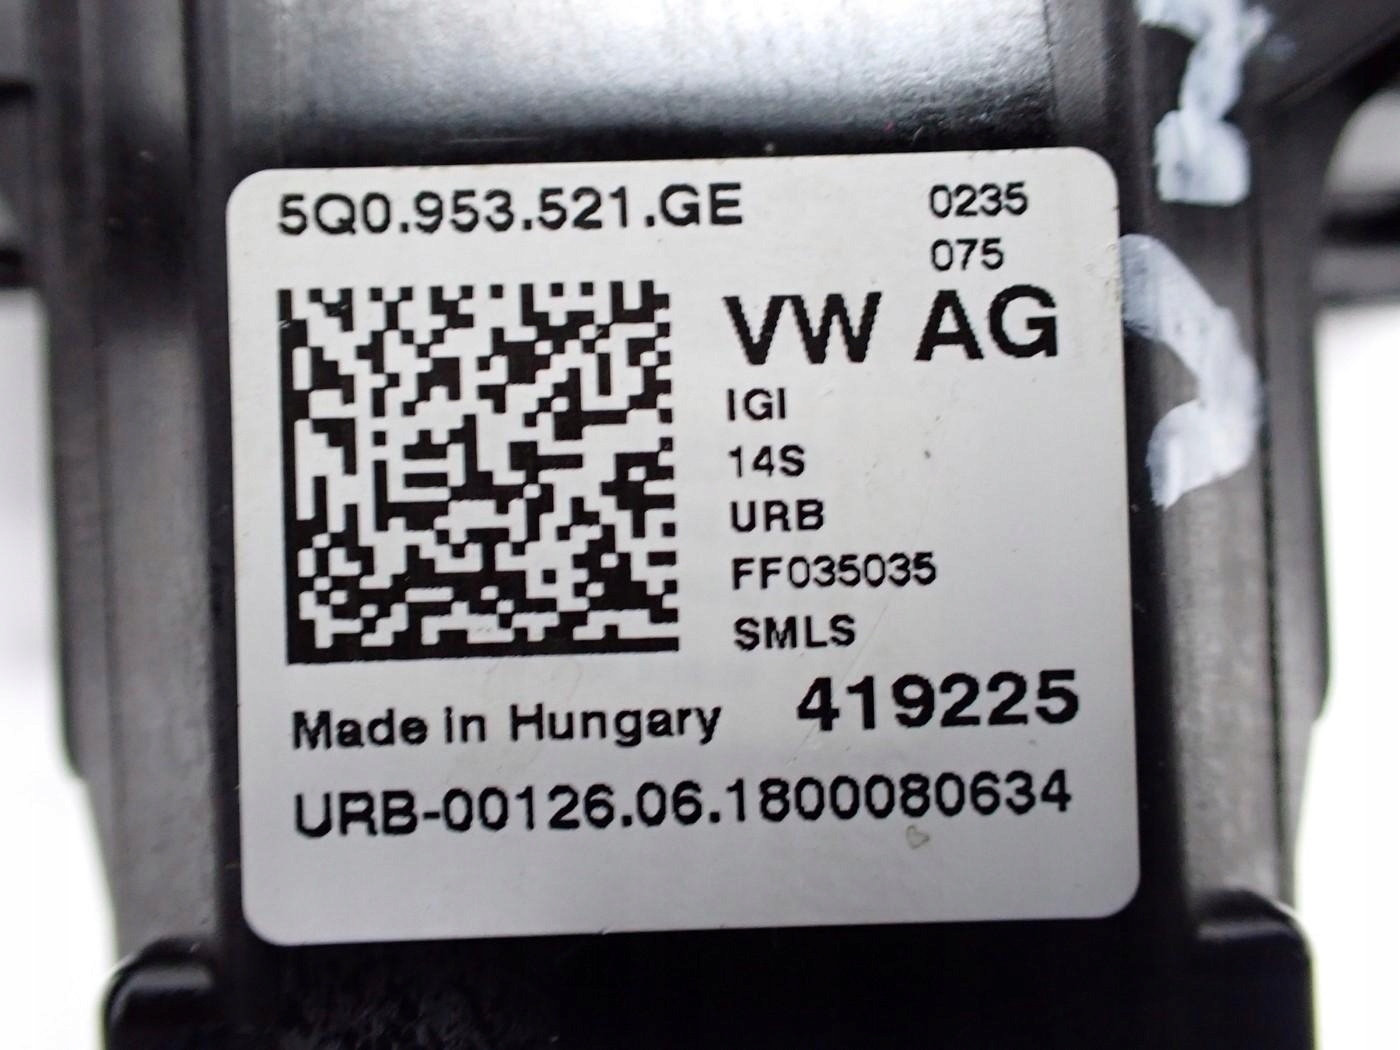 5Q0.953.521.GE
0235
075
VW AG
IGI
14S
URB
FF035035
SMLS
Made in Hungary 419225
URB-00126.06.1800080634